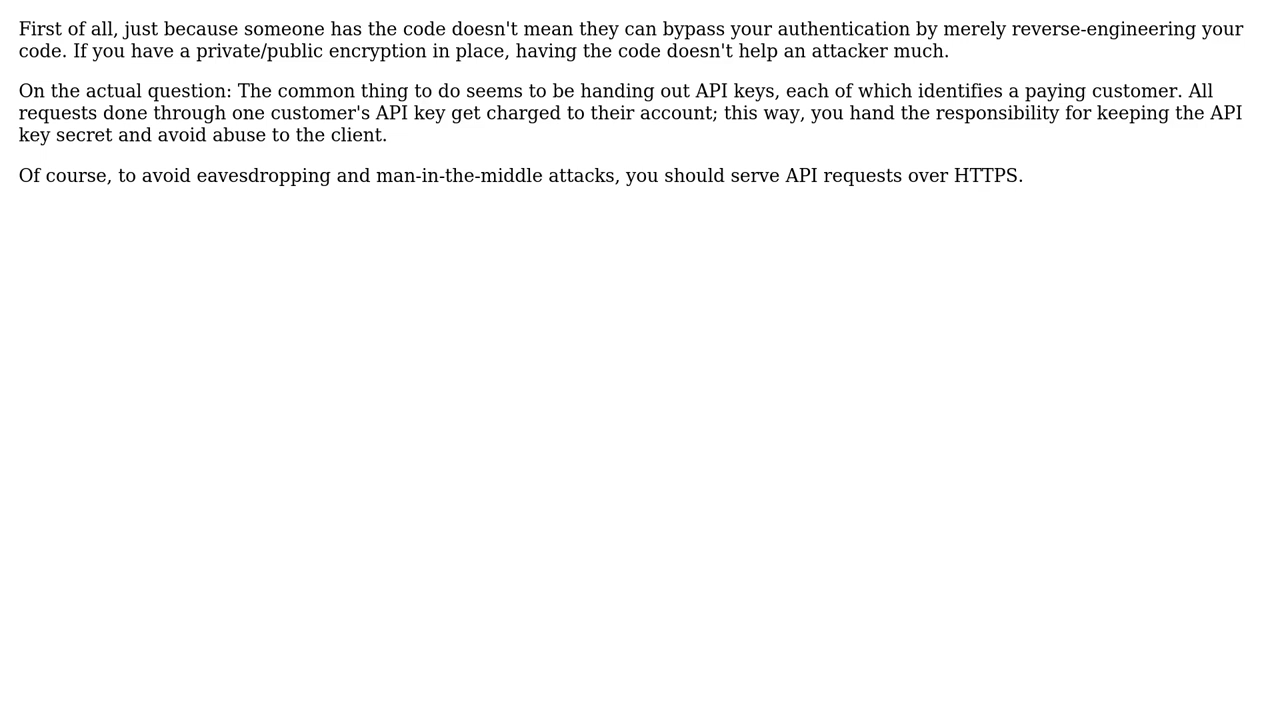 First of all, just because someone has the code doesn't mean they can bypass your authentication by merely reverse-engineering your
code. If you have a private/public encryption in place, having the code doesn't help an attacker much.
On the actual question: The common thing to do seems to be handing out API keys, each of which identifies a paying customer. All
requests done through one customer's API key get charged to their account; this way, you hand the responsibility for keeping the API
key secret and avoid abuse to the client.
Of course, to avoid eavesdropping and man-in-the-middle attacks, you should serve API requests over HTTPS.